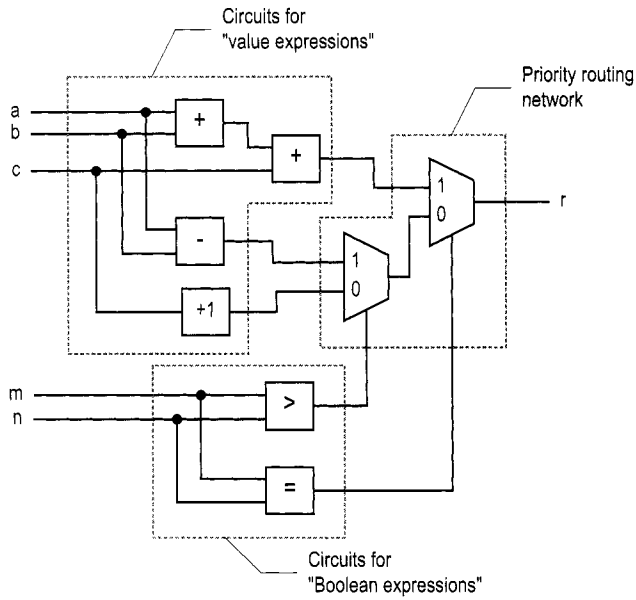 Circuits for
"value expressions"
Priority routing
network
a
b
c
+
+
-
+1
1
0
1
0
r
m
n
>
=
Circuits for
"Boolean expressions"